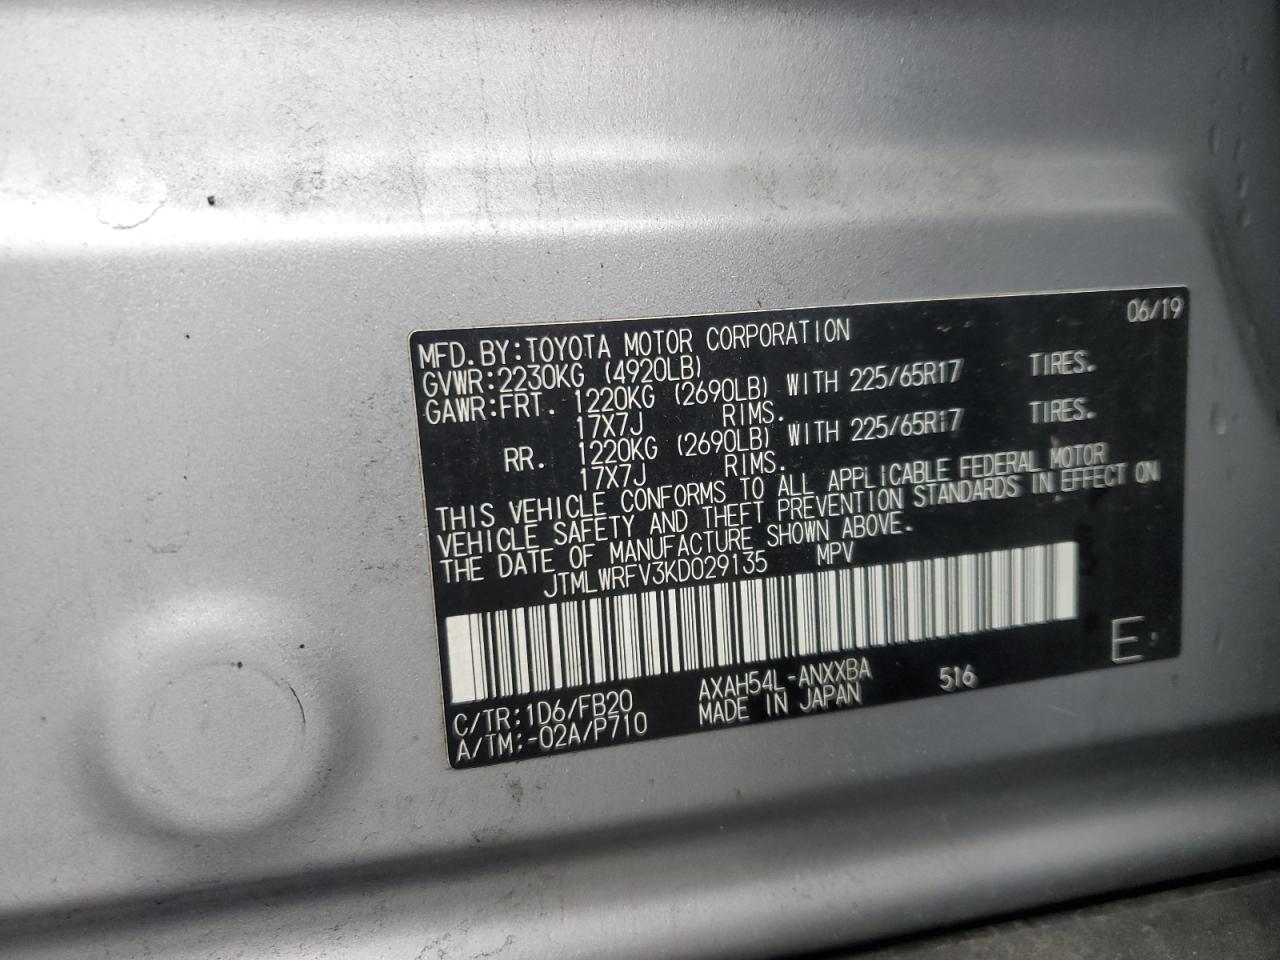 06/19
MFD.BY:TOYOTA MOTOR CORPORATION
GVWR:2230KG (4920LB)
GAWR:FRT. 1220KG (2690LB) WITH 225/65R17 TIRES.
17X7J RIMS.
RR. 1220KG (2690LB) WITH 225/65R17 TIRES.
17X7J RIMS.
THIS VEHICLE CONFORMS TO ALL APPLICABLE FEDERAL MOTOR
VEHICLE SAFETY AND THEFT PREVENTION STANDARDS IN EFFECT ON
THE DATE OF MANUFACTURE SHOWN ABOVE.
JTMLWRFV3KD029135 MPV
E
C/TR:1D6/FB20 AXAH54L-ANXXBA 516
A/TM:-02A/P710 MADE IN JAPAN